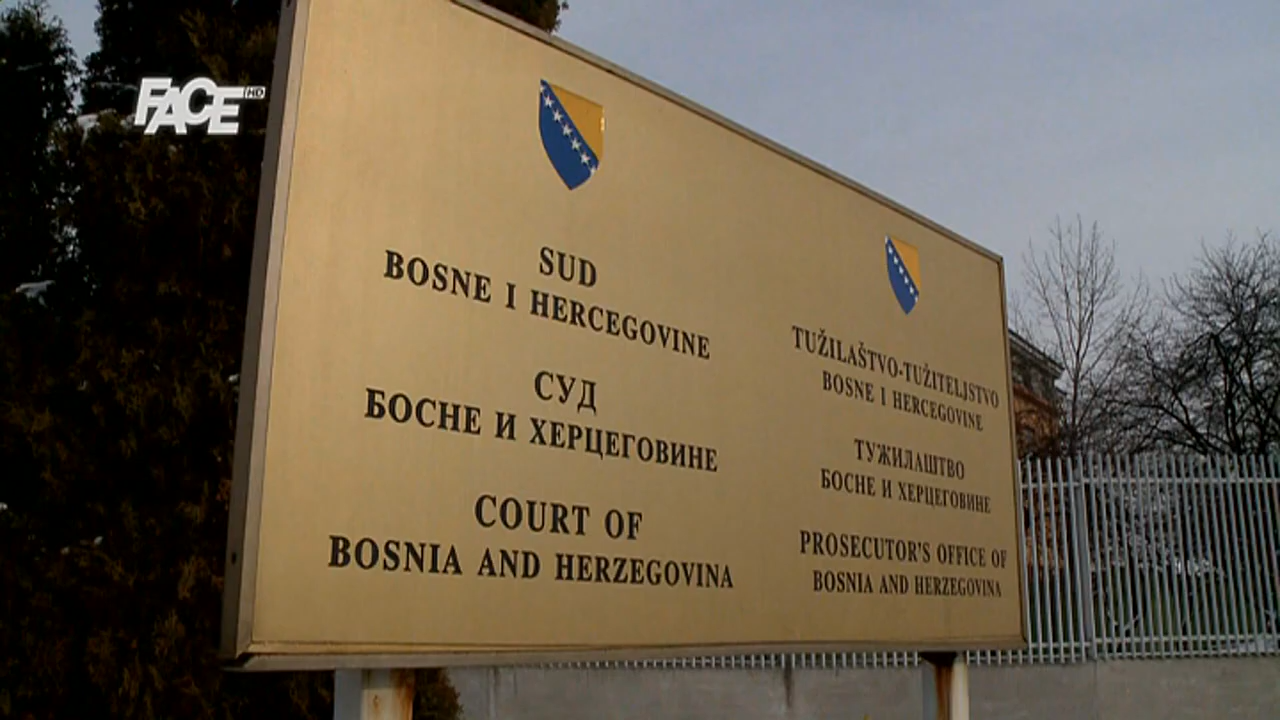 FACE HD
SUD
BOSNE I HERCEGOVINE
СУД
БОСНЕ И ХЕРЦЕГОВИНЕ
COURT OF
BOSNIA AND HERZEGOVINA
TUŽILAŠTVO-TUŽITELJSTVO
BOSNE I HERCEGOVINE
ТУЖИЛАШТВО
БОСНЕ И ХЕРЦЕГОВИНЕ
PROSECUTOR'S OFFICE OF
BOSNIA AND HERZEGOVINA